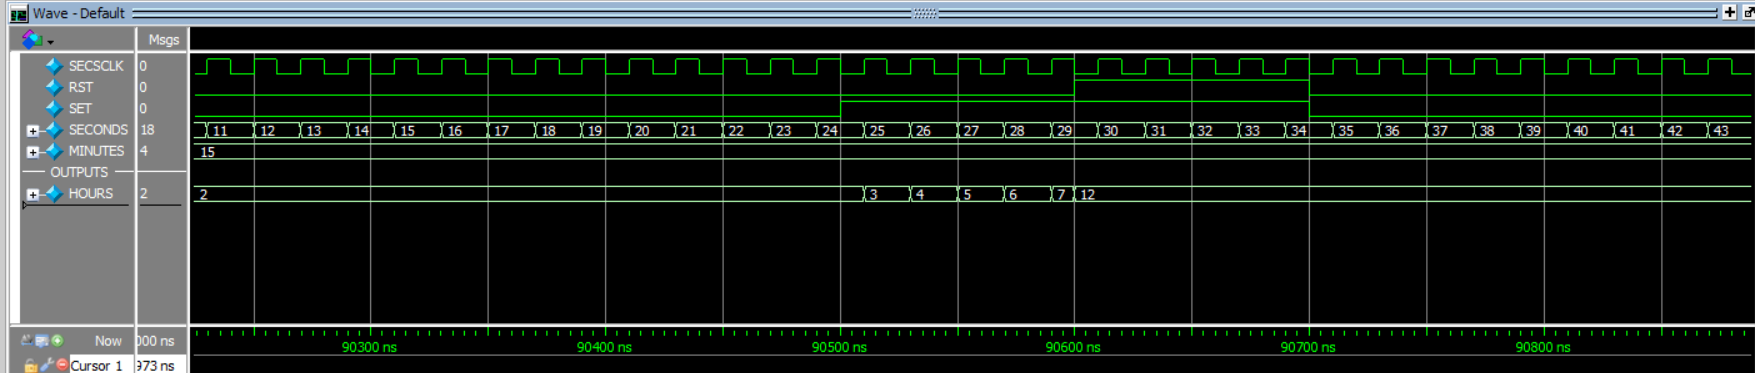 Wave - Default
Msgs
SECSCLK 0
RST 0
SET 0
SECONDS 18 11 12 13 14 15 16 17 18 19 20 21 22 23 24 25 26 27 28 29 30 31 32 33 34 35 36 37 38 39 40 41 42 43
MINUTES 4 15
OUTPUTS
HOURS 2 2 3 4 5 6 7 12
Now 000 ns 90300 ns 90400 ns 90500 ns 90600 ns 90700 ns 90800 ns
Cursor 1 973 ns